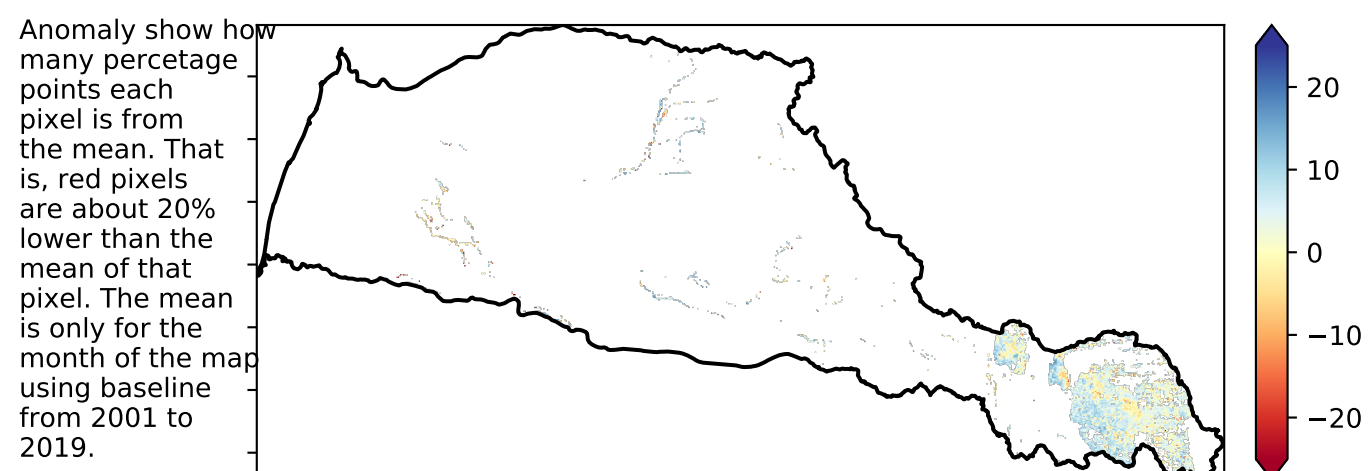 Anomaly show how
many percetage
points each
pixel is from
the mean. That
is, red pixels
are about 20%
lower than the
mean of that
pixel. The mean
is only for the
month of the map
using baseline
from 2001 to
2019.
20
10
0
−10
−20